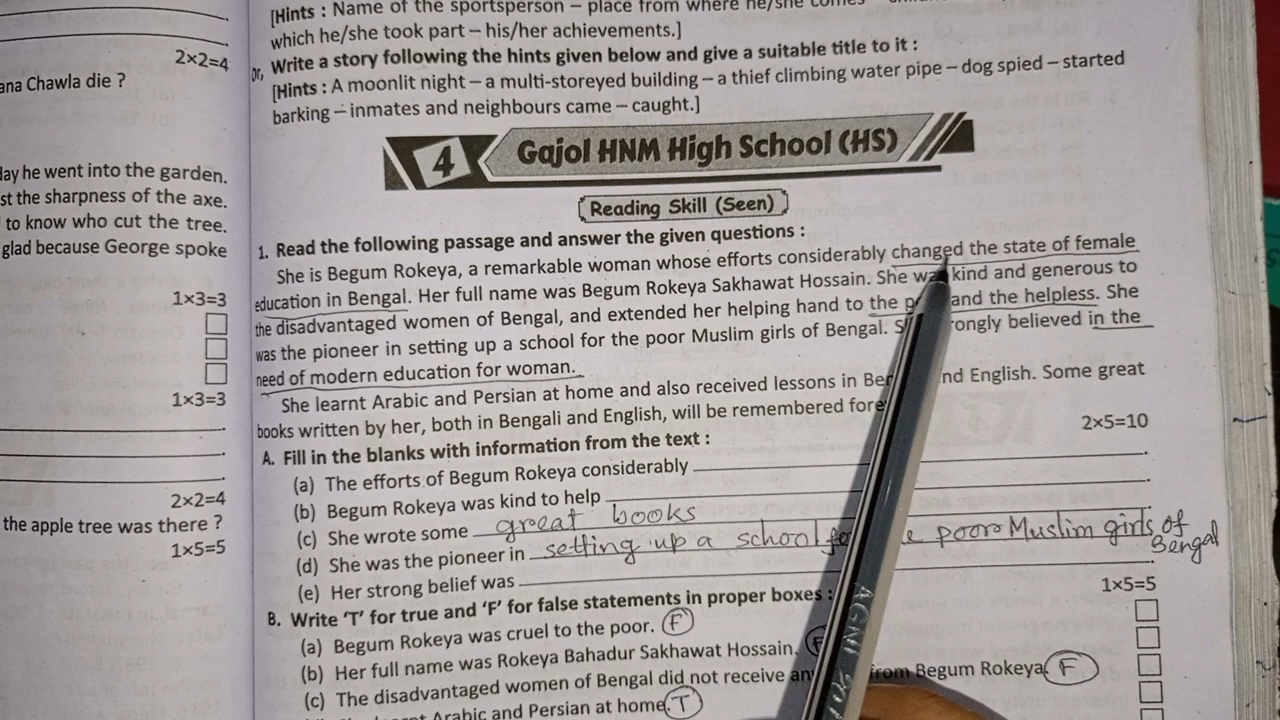 2×2=4
ana Chawla die ?
day he went into the garden.
st the sharpness of the axe.
to know who cut the tree.
glad because George spoke
1×3=3
1×3=3
2×2=4
the apple tree was there ?
1×5=5
[Hints : Name of the sportsperson – place from where he/she comes
which he/she took part – his/her achievements.]
or, Write a story following the hints given below and give a suitable title to it :
[Hints : A moonlit night – a multi-storeyed building – a thief climbing water pipe – dog spied – started
barking – inmates and neighbours came – caught.]
4 Gajol HNM High School (HS)
Reading Skill (Seen)
1. Read the following passage and answer the given questions :
She is Begum Rokeya, a remarkable woman whose efforts considerably changed the state of female
education in Bengal. Her full name was Begum Rokeya Sakhawat Hossain. She was kind and generous to
the disadvantaged women of Bengal, and extended her helping hand to the and the helpless. She
was the pioneer in setting up a school for the poor Muslim girls of Bengal. believed in the
need of modern education for woman.
She learnt Arabic and Persian at home and also received lessons in English. Some great
books written by her, both in Bengali and English, will be remembered
A. Fill in the blanks with information from the text : 2×5=10
(a) The efforts of Begum Rokeya considerably
(b) Begum Rokeya was kind to help
(c) She wrote some great books
(d) She was the pioneer in setting up a school poor Muslim girls of Bengal
(e) Her strong belief was
B. Write 'T' for true and 'F' for false statements in proper boxes : 1×5=5
(a) Begum Rokeya was cruel to the poor. F
(b) Her full name was Rokeya Bahadur Sakhawat Hossain. F
(c) The disadvantaged women of Bengal did not receive from Begum Rokeya. F
Arabic and Persian at home. T
AGNI